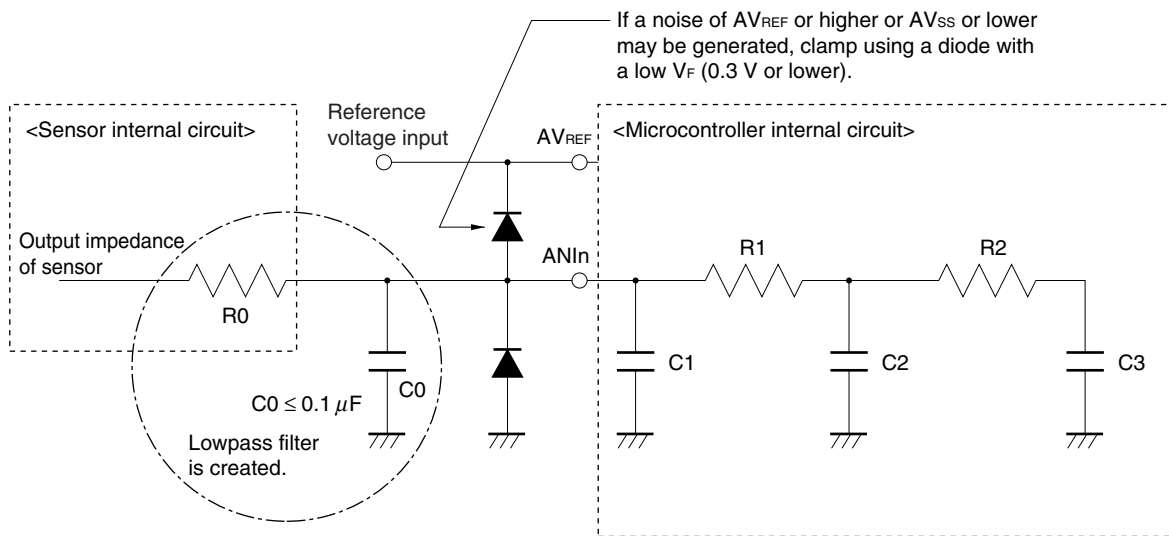 If a noise of AVREF or higher or AVSS or lower
may be generated, clamp using a diode with
a low VF (0.3 V or lower).
<Sensor internal circuit>
Reference
voltage input
AVREF
<Microcontroller internal circuit>
Output impedance
of sensor
R0
ANIn
R1
R2
C0
C0 ≤ 0.1 μF
C1
C2
C3
Lowpass filter
is created.